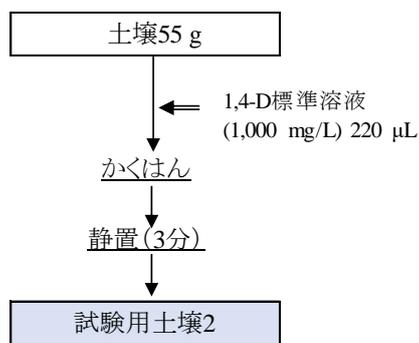 土壌55 g
1,4-D標準溶液
(1,000 mg/L) 220 μL
かくはん
静置（3分）
試験用土壌2